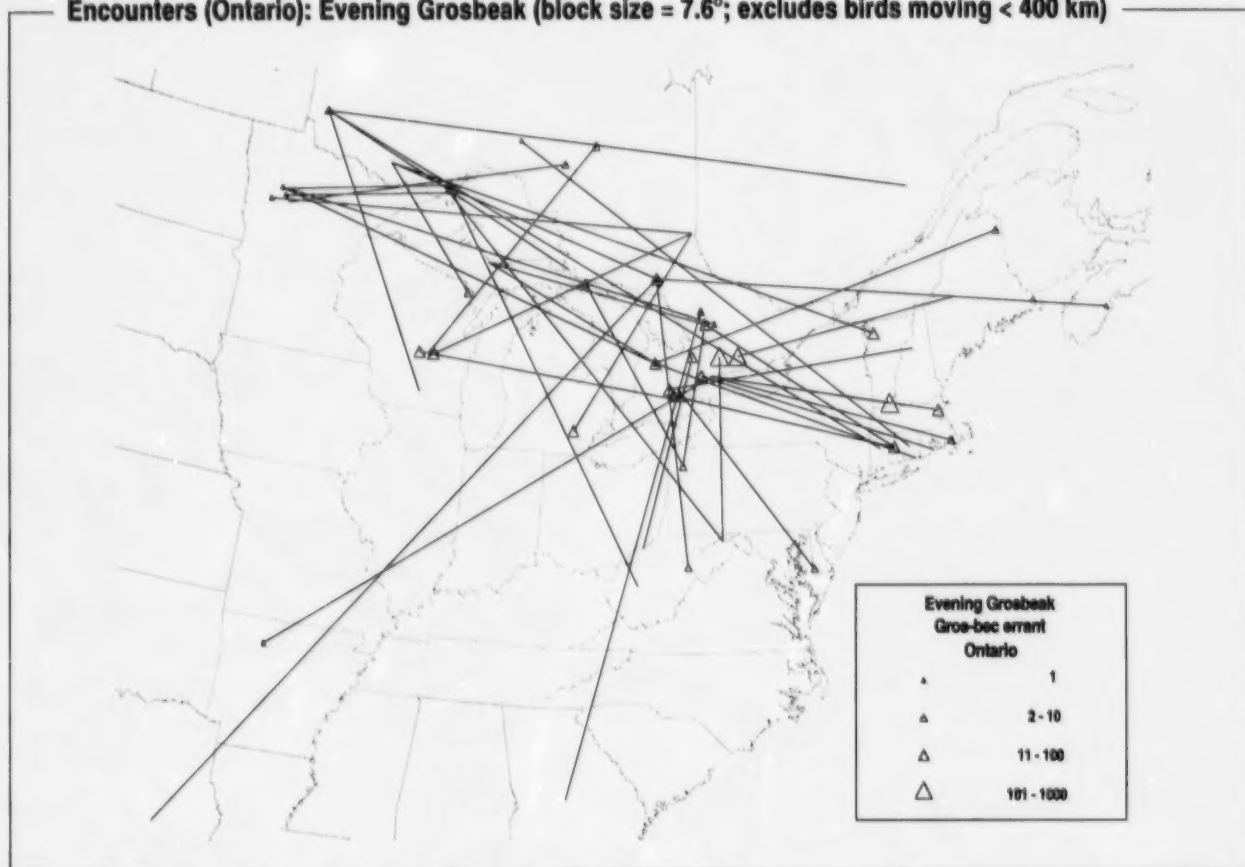 Encounters (Ontario): Evening Grosbeak (block size = 7.6°; excludes birds moving < 400 km)
Evening Grosbeak
Gros-bec errant
Ontario
1
2 - 10
11 - 100
101 - 1000